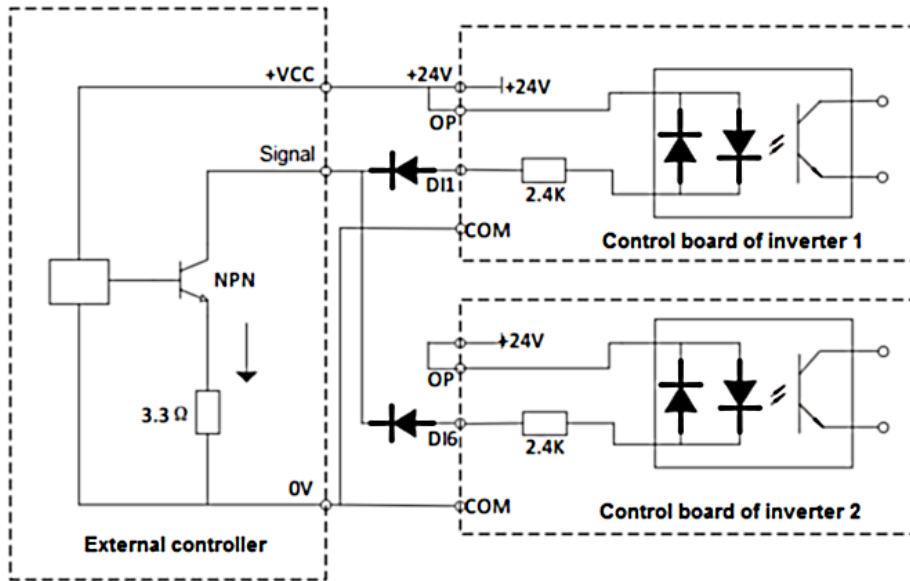 +VCC
+24V
+24V
OP
Signal
DI1
2.4K
COM
Control board of inverter 1
NPN
+24V
OP
3.3 Ω
DI6
2.4K
0V
COM
Control board of inverter 2
External controller